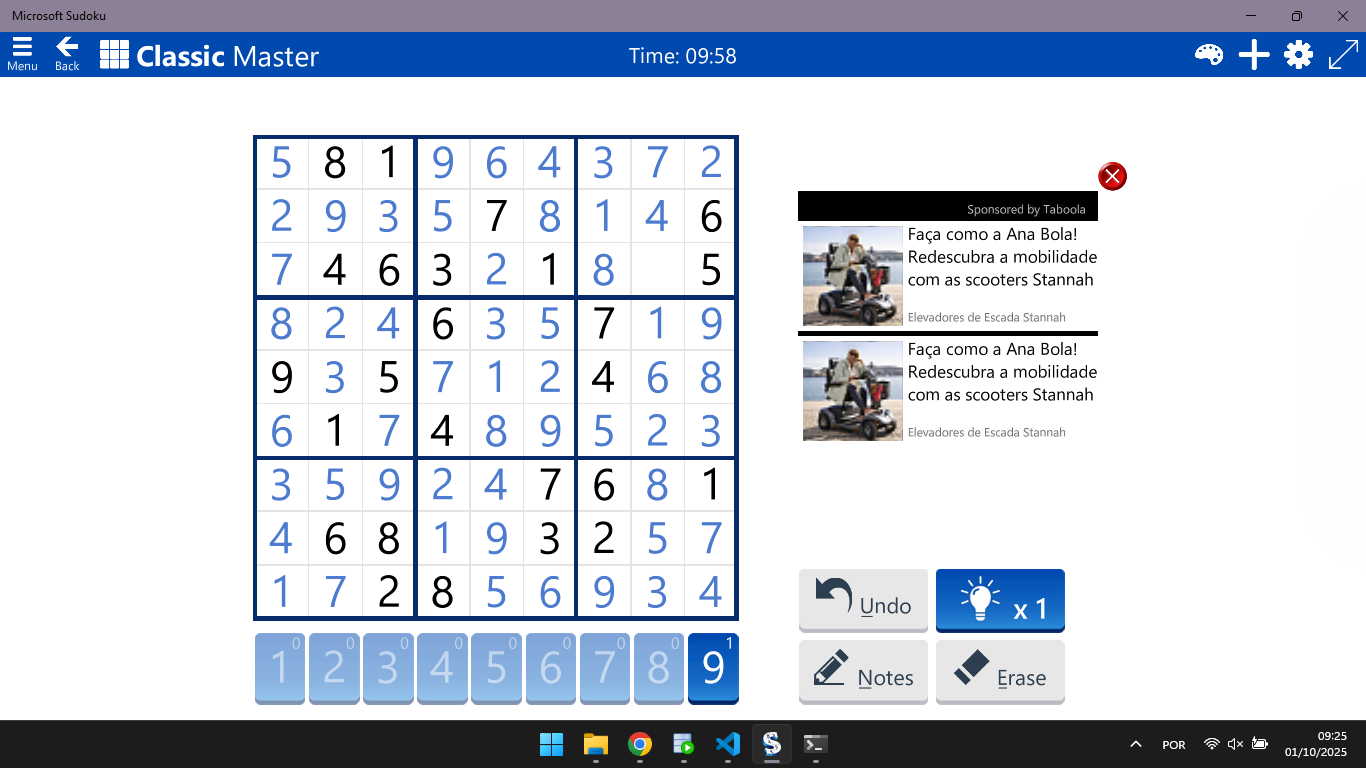 Microsoft Sudoku
Menu
Back
Classic Master
Time: 09:58
5 8 1 9 6 4 3 7 2
2 9 3 5 7 8 1 4 6
7 4 6 3 2 1 8 5
8 2 4 6 3 5 7 1 9
9 3 5 7 1 2 4 6 8
6 1 7 4 8 9 5 2 3
3 5 9 2 4 7 6 8 1
4 6 8 1 9 3 2 5 7
1 7 2 8 5 6 9 3 4
0 0 0 0 0 0 0 0 1
1 2 3 4 5 6 7 8 9
Sponsored by Taboola
Faça como a Ana Bola!
Redescubra a mobilidade
com as scooters Stannah
Elevadores de Escada Stannah
Faça como a Ana Bola!
Redescubra a mobilidade
com as scooters Stannah
Elevadores de Escada Stannah
Undo
x 1
Notes
Erase
POR
09:25
01/10/2025